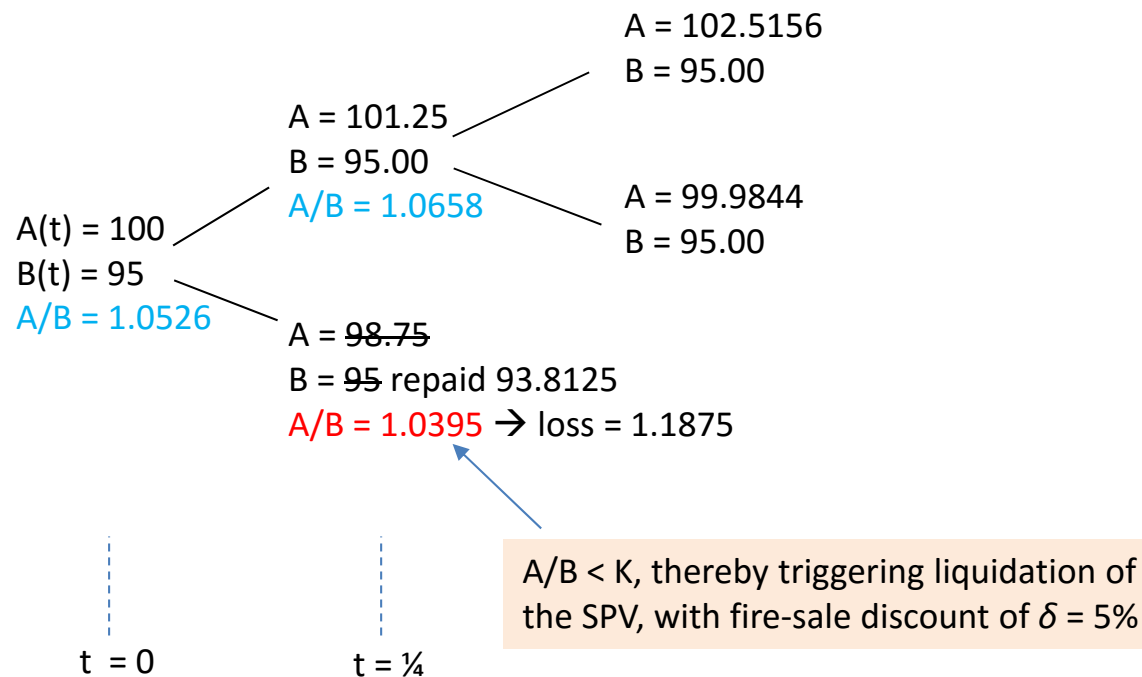 A = 102.5156
B = 95.00
A = 101.25
B = 95.00
A/B = 1.0658
A = 99.9844
B = 95.00
A(t) = 100
B(t) = 95
A/B = 1.0526
A = 98.75
B = 95 repaid 93.8125
A/B = 1.0395 → loss = 1.1875
A/B < K, thereby triggering liquidation of
the SPV, with fire-sale discount of δ = 5%
t = 0
t = ¼